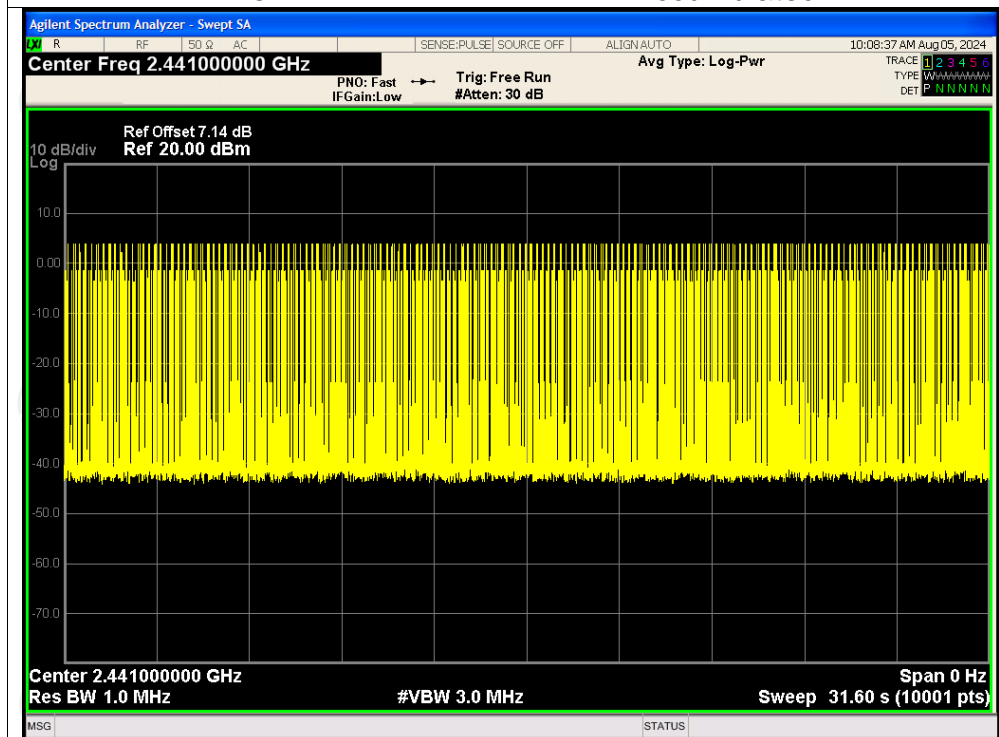 Agilent Spectrum Analyzer - Swept SA
LXI R RF 50 Ω AC SENSE:PULSE SOURCE OFF ALIGN AUTO 10:08:37 AM Aug 05, 2024
Center Freq 2.441000000 GHz Avg Type: Log-Pwr TRACE 1 2 3 4 5 6
PNO: Fast Trig: Free Run TYPE W
IFGain:Low #Atten: 30 dB DET P N N N N N
Ref Offset 7.14 dB
10 dB/div Ref 20.00 dBm
Log
10.0
0.00
-10.0
-20.0
-30.0
-40.0
-50.0
-60.0
-70.0
Center 2.441000000 GHz Span 0 Hz
Res BW 1.0 MHz #VBW 3.0 MHz Sweep 31.60 s (10001 pts)
MSG STATUS